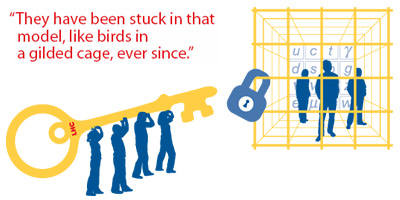 “They have been stuck in that
model, like birds in
a gilded cage, ever since.”
LHC
u c t γ
d s b g
e μ w